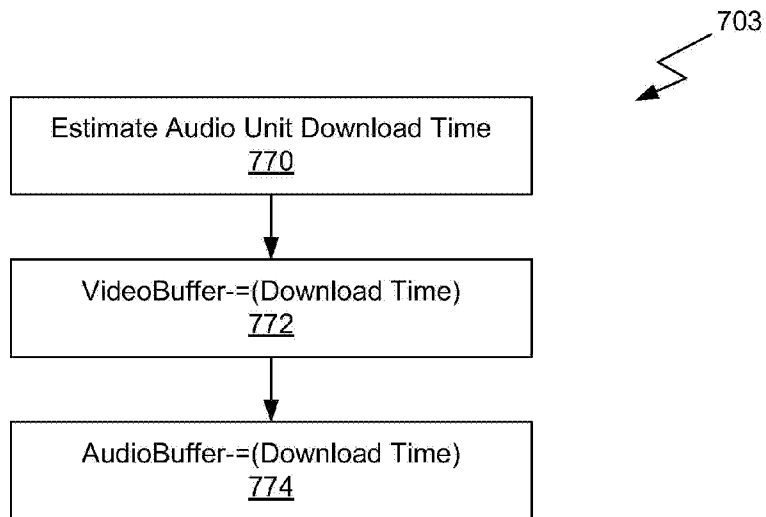 703
Estimate Audio Unit Download Time
770
VideoBuffer-=(Download Time)
772
AudioBuffer-=(Download Time)
774